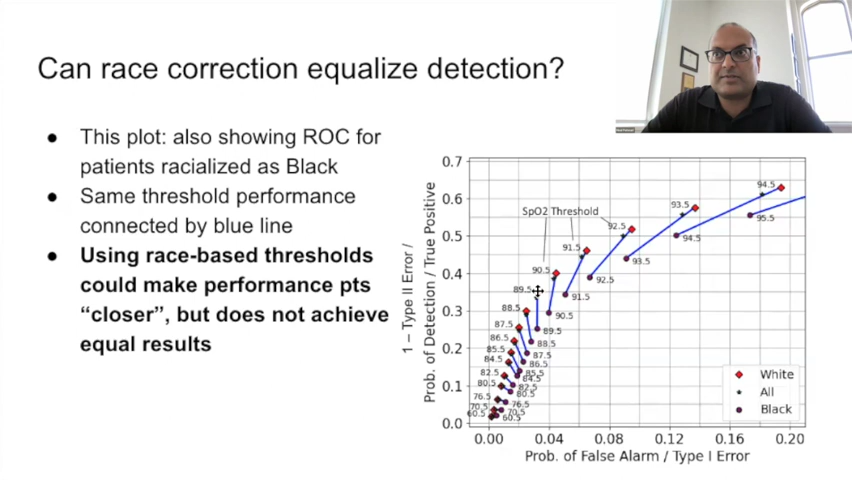 Can race correction equalize detection?
● This plot: also showing ROC for
patients racialized as Black
● Same threshold performance
connected by blue line
● Using race-based thresholds
could make performance pts
“closer”, but does not achieve
equal results
1 – Type II Error /
Prob. of Detection / True Positive
0.7
0.6
0.5
0.4
0.3
0.2
0.1
0.0
SpO2 Threshold
94.5
93.5
92.5
91.5
90.5
89.5
88.5
87.5
86.5
85.5
84.5
82.5
80.5
76.5
70.5
60.5
95.5
94.5
93.5
92.5
91.5
90.5
89.5
88.5
87.5
86.5
85.5
84.5
82.5
80.5
76.5
70.5
60.5
White
All
Black
0.00 0.04 0.08 0.12 0.16 0.20
Prob. of False Alarm / Type I Error